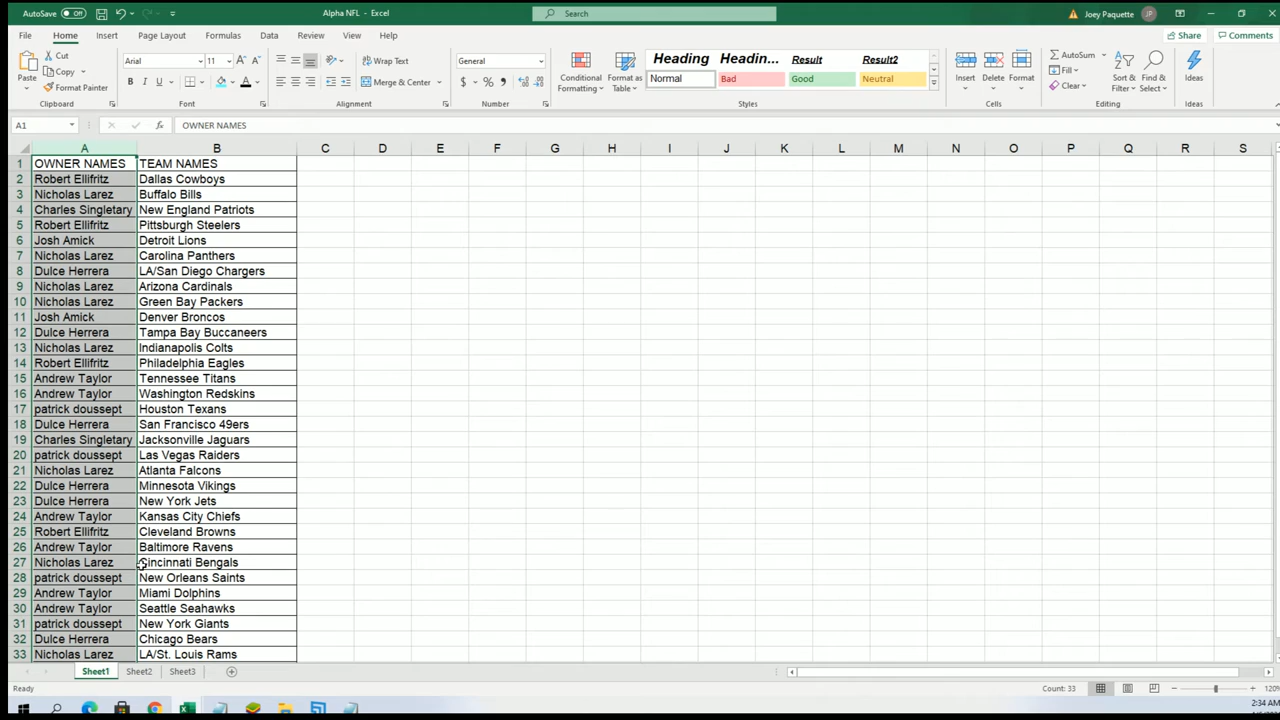 AutoSave Off Alpha NFL - Excel Search Joey Paquette JP
File Home Insert Page Layout Formulas Data Review View Help Share Comments
Paste Cut Copy Format Painter Clipboard
Arial 11 A A B I U A Font
Wrap Text Merge & Center Alignment
General $ % 9 Number
Conditional Formatting Format as Table
Heading Headin... Result Result2
Normal Bad Good Neutral
Styles
Insert Delete Format Cells
AutoSum Fill Clear Sort & Filter Find & Select Editing
Ideas Ideas
A1 fx OWNER NAMES
A B C D E F G H I J K L M N O P Q R S
1 OWNER NAMES TEAM NAMES
2 Robert Ellifritz Dallas Cowboys
3 Nicholas Larez Buffalo Bills
4 Charles Singletary New England Patriots
5 Robert Ellifritz Pittsburgh Steelers
6 Josh Amick Detroit Lions
7 Nicholas Larez Carolina Panthers
8 Dulce Herrera LA/San Diego Chargers
9 Nicholas Larez Arizona Cardinals
10 Nicholas Larez Green Bay Packers
11 Josh Amick Denver Broncos
12 Dulce Herrera Tampa Bay Buccaneers
13 Nicholas Larez Indianapolis Colts
14 Robert Ellifritz Philadelphia Eagles
15 Andrew Taylor Tennessee Titans
16 Andrew Taylor Washington Redskins
17 patrick doussept Houston Texans
18 Dulce Herrera San Francisco 49ers
19 Charles Singletary Jacksonville Jaguars
20 patrick doussept Las Vegas Raiders
21 Nicholas Larez Atlanta Falcons
22 Dulce Herrera Minnesota Vikings
23 Dulce Herrera New York Jets
24 Andrew Taylor Kansas City Chiefs
25 Robert Ellifritz Cleveland Browns
26 Andrew Taylor Baltimore Ravens
27 Nicholas Larez Cincinnati Bengals
28 patrick doussept New Orleans Saints
29 Andrew Taylor Miami Dolphins
30 Andrew Taylor Seattle Seahawks
31 patrick doussept New York Giants
32 Dulce Herrera Chicago Bears
33 Nicholas Larez LA/St. Louis Rams
Sheet1 Sheet2 Sheet3
Ready Count: 33 120%
2:34 AM